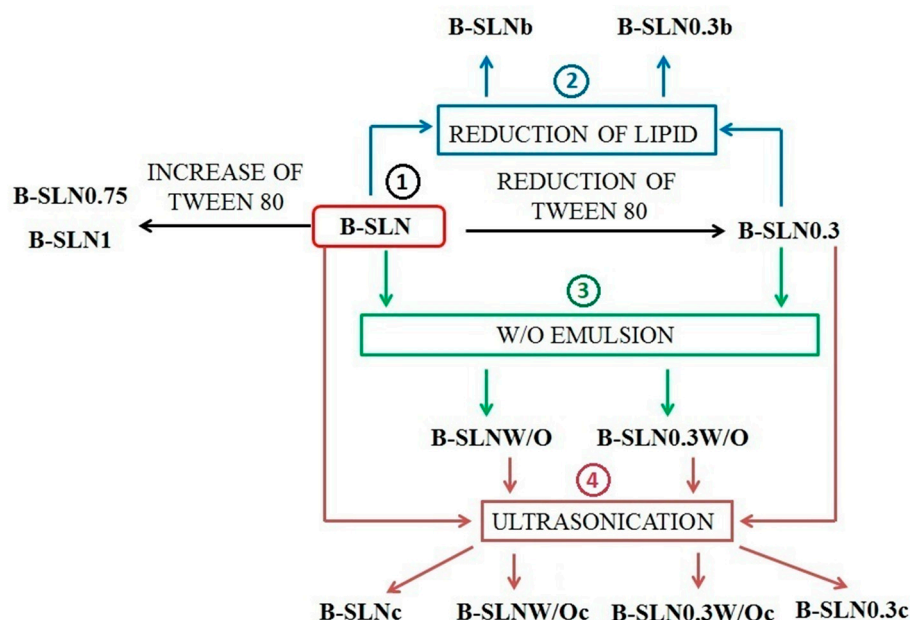 B-SLNb
B-SLN0.3b
2
REDUCTION OF LIPID
INCREASE OF
TWEEN 80
1
REDUCTION OF
TWEEN 80
B-SLN0.75
B-SLN1
B-SLN
B-SLN0.3
3
W/O EMULSION
B-SLNW/O
B-SLN0.3W/O
4
ULTRASONICATION
B-SLNc
B-SLNW/Oc
B-SLN0.3W/Oc
B-SLN0.3c